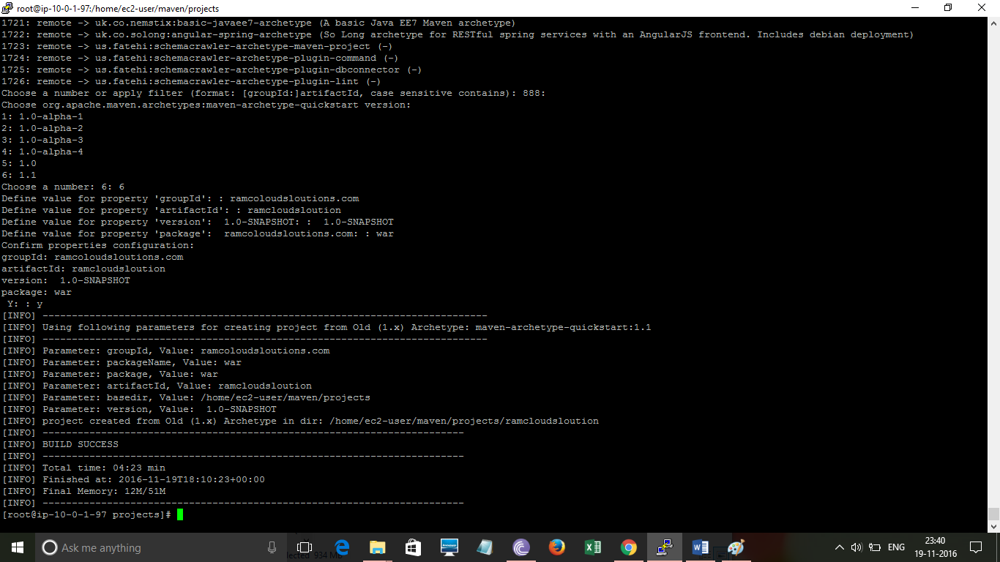 root@ip-10-0-1-97:/home/ec2-user/maven/projects
1721: remote -> uk.co.nemstix:basic-javaee7-archetype (A basic Java EE7 Maven archetype)
1722: remote -> uk.co.solong:angular-spring-archetype (So Long archetype for RESTful spring services with an AngularJS frontend. Includes debian deployment)
1723: remote -> us.fatehi:schemacrawler-archetype-maven-project (-)
1724: remote -> us.fatehi:schemacrawler-archetype-plugin-command (-)
1725: remote -> us.fatehi:schemacrawler-archetype-plugin-dbconnector (-)
1726: remote -> us.fatehi:schemacrawler-archetype-plugin-lint (-)
Choose a number or apply filter (format: [groupId:]artifactId, case sensitive contains): 888:
Choose org.apache.maven.archetypes:maven-archetype-quickstart version:
1: 1.0-alpha-1
2: 1.0-alpha-2
3: 1.0-alpha-3
4: 1.0-alpha-4
5: 1.0
6: 1.1
Choose a number: 6: 6
Define value for property 'groupId': : ramcoloudsloutions.com
Define value for property 'artifactId': : ramcloudsloution
Define value for property 'version':  1.0-SNAPSHOT: :  1.0-SNAPSHOT
Define value for property 'package':  ramcoloudsloutions.com: : war
Confirm properties configuration:
groupId: ramcoloudsloutions.com
artifactId: ramcloudsloution
version:  1.0-SNAPSHOT
package: war
 Y: : y
[INFO] ----------------------------------------------------------------------------
[INFO] Using following parameters for creating project from Old (1.x) Archetype: maven-archetype-quickstart:1.1
[INFO] ----------------------------------------------------------------------------
[INFO] Parameter: groupId, Value: ramcoloudsloutions.com
[INFO] Parameter: packageName, Value: war
[INFO] Parameter: package, Value: war
[INFO] Parameter: artifactId, Value: ramcloudsloution
[INFO] Parameter: basedir, Value: /home/ec2-user/maven/projects
[INFO] Parameter: version, Value:  1.0-SNAPSHOT
[INFO] project created from Old (1.x) Archetype in dir: /home/ec2-user/maven/projects/ramcloudsloution
[INFO] ------------------------------------------------------------------------
[INFO] BUILD SUCCESS
[INFO] ------------------------------------------------------------------------
[INFO] Total time: 04:23 min
[INFO] Finished at: 2016-11-19T18:10:23+00:00
[INFO] Final Memory: 12M/51M
[INFO] ------------------------------------------------------------------------
[root@ip-10-0-1-97 projects]#
Ask me anything
lected 934 M
ENG
23:40
19-11-2016